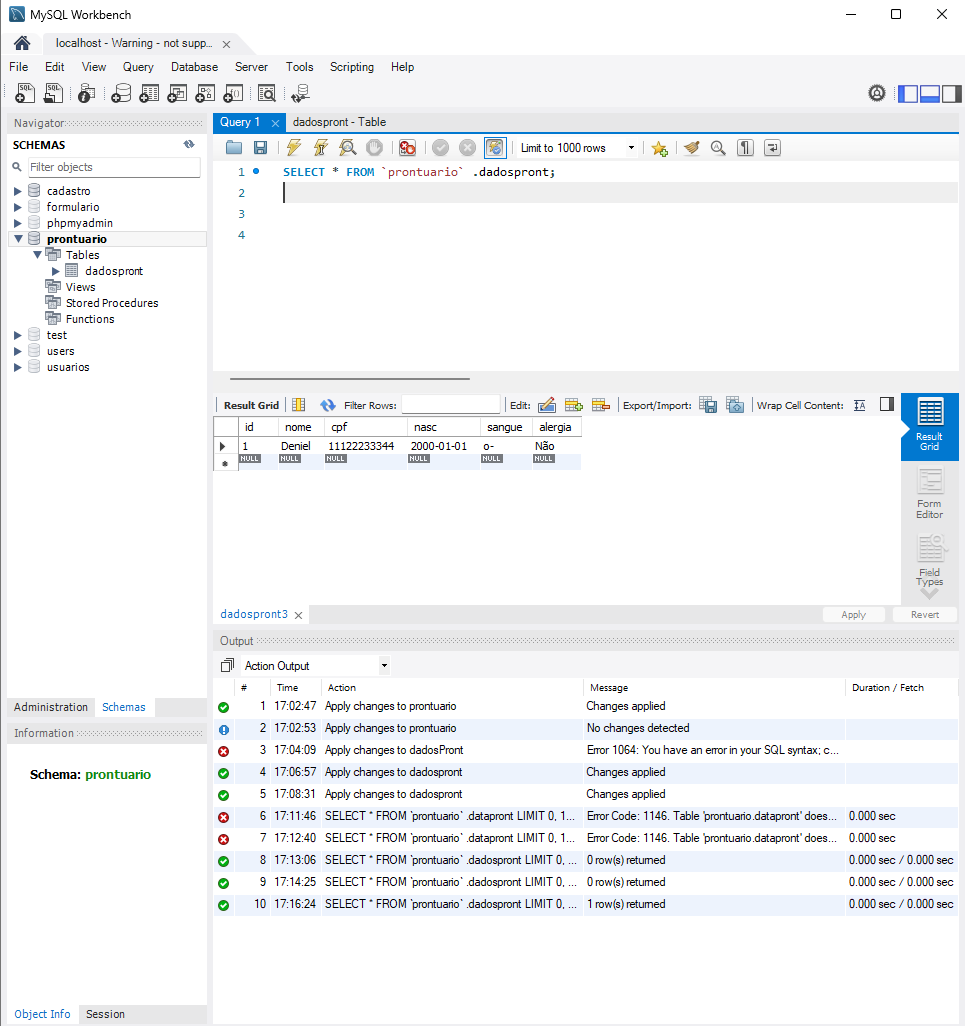 MySQL Workbench
localhost - Warning - not supp...
File Edit View Query Database Server Tools Scripting Help
Navigator
SCHEMAS
Filter objects
cadastro
formulario
phpmyadmin
prontuario
Tables
dadospront
Views
Stored Procedures
Functions
test
users
usuarios
Administration Schemas
Information
Schema: prontuario
Object Info Session
Query 1 dadospront - Table
Limit to 1000 rows
1 SELECT * FROM `prontuario` .dadospront;
2
3
4
Result Grid Filter Rows: Edit: Export/Import: Wrap Cell Content:
id nome cpf nasc sangue alergia
1 Deniel 11122233344 2000-01-01 o- Não
NULL NULL NULL NULL NULL NULL
Result Grid
Form Editor
Field Types
dadospront3 Apply Revert
Output
Action Output
# Time Action Message Duration / Fetch
1 17:02:47 Apply changes to prontuario Changes applied
2 17:02:53 Apply changes to prontuario No changes detected
3 17:04:09 Apply changes to dadosPront Error 1064: You have an error in your SQL syntax; c...
4 17:06:57 Apply changes to dadospront Changes applied
5 17:08:31 Apply changes to dadospront Changes applied
6 17:11:46 SELECT * FROM `prontuario` .datapront LIMIT 0, 1... Error Code: 1146. Table 'prontuario.datapront' does... 0.000 sec
7 17:12:40 SELECT * FROM `prontuario` .datapront LIMIT 0, 1... Error Code: 1146. Table 'prontuario.datapront' does... 0.000 sec
8 17:13:06 SELECT * FROM `prontuario` .dadospront LIMIT 0, ... 0 row(s) returned 0.000 sec / 0.000 sec
9 17:14:25 SELECT * FROM `prontuario` .dadospront LIMIT 0, ... 0 row(s) returned 0.000 sec / 0.000 sec
10 17:16:24 SELECT * FROM `prontuario` .dadospront LIMIT 0, ... 1 row(s) returned 0.000 sec / 0.000 sec